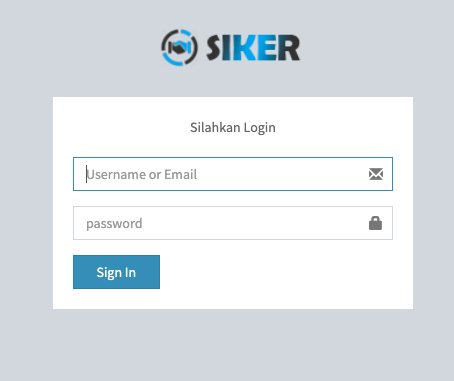 SIKER
Silahkan Login
Username or Email
password
Sign In